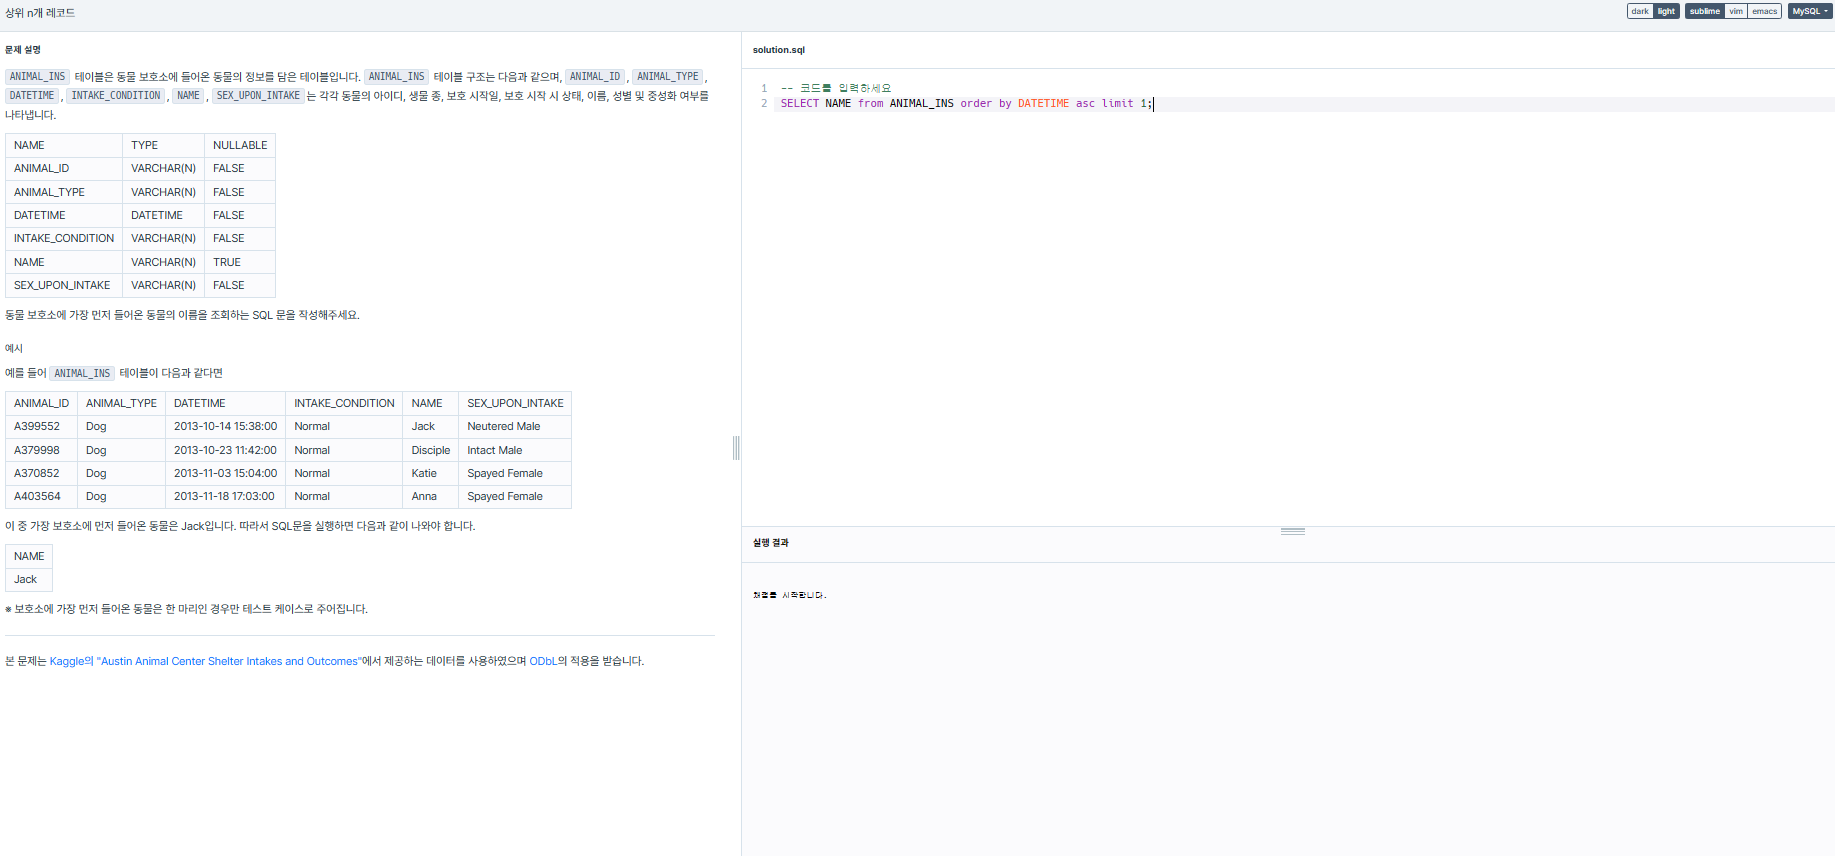 상위 n개 레코드
dark light sublime vim emacs MySQL
문제 설명
ANIMAL_INS 테이블은 동물 보호소에 들어온 동물의 정보를 담은 테이블입니다. ANIMAL_INS 테이블 구조는 다음과 같으며, ANIMAL_ID, ANIMAL_TYPE,
DATETIME, INTAKE_CONDITION, NAME, SEX_UPON_INTAKE는 각각 동물의 아이디, 생물 종, 보호 시작일, 보호 시작 시 상태, 이름, 성별 및 중성화 여부를
나타냅니다.
NAME TYPE NULLABLE
ANIMAL_ID VARCHAR(N) FALSE
ANIMAL_TYPE VARCHAR(N) FALSE
DATETIME DATETIME FALSE
INTAKE_CONDITION VARCHAR(N) FALSE
NAME VARCHAR(N) TRUE
SEX_UPON_INTAKE VARCHAR(N) FALSE
동물 보호소에 가장 먼저 들어온 동물의 이름을 조회하는 SQL 문을 작성해주세요.
예시
예를 들어 ANIMAL_INS 테이블이 다음과 같다면
ANIMAL_ID ANIMAL_TYPE DATETIME INTAKE_CONDITION NAME SEX_UPON_INTAKE
A399552 Dog 2013-10-14 15:38:00 Normal Jack Neutered Male
A379998 Dog 2013-10-23 11:42:00 Normal Disciple Intact Male
A370852 Dog 2013-11-03 15:04:00 Normal Katie Spayed Female
A403564 Dog 2013-11-18 17:03:00 Normal Anna Spayed Female
이 중 가장 보호소에 먼저 들어온 동물은 Jack입니다. 따라서 SQL문을 실행하면 다음과 같이 나와야 합니다.
NAME
Jack
※ 보호소에 가장 먼저 들어온 동물은 한 마리인 경우만 테스트 케이스로 주어집니다.
본 문제는 Kaggle의 "Austin Animal Center Shelter Intakes and Outcomes"에서 제공하는 데이터를 사용하였으며 ODbL의 적용을 받습니다.
solution.sql
1 -- 코드를 입력하세요
2 SELECT NAME from ANIMAL_INS order by DATETIME asc limit 1;
실행 결과
채점을 시작합니다.